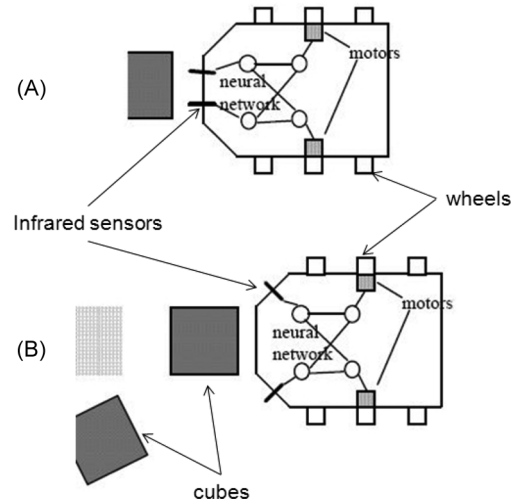 (A)
neural
network
motors
Infrared sensors
wheels
(B)
neural
network
motors
cubes